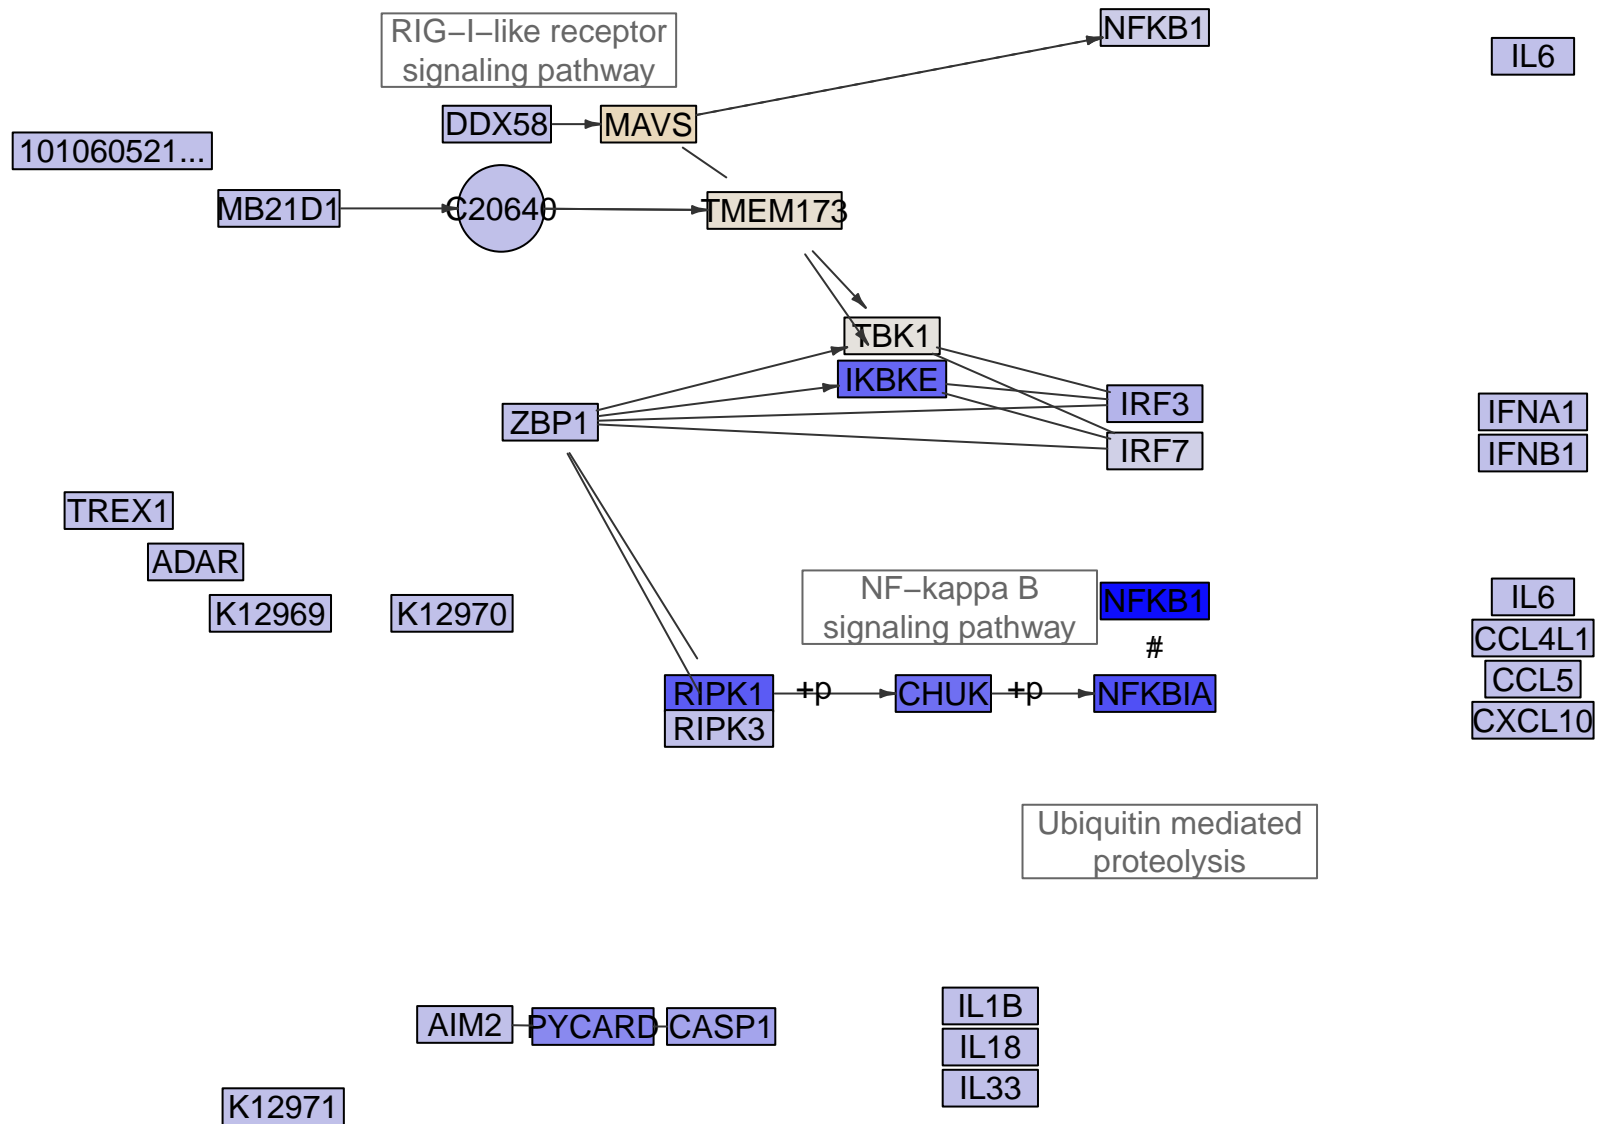 RIG−I−like receptor
signaling pathway
NFKB1
IL6
DDX58
MAVS
101060521...
MB21D1
C20640
TMEM173
TBK1
IKBKE
ZBP1
IRF3
IRF7
IFNA1
IFNB1
TREX1
ADAR
K12969
K12970
NF−kappa B
signaling pathway
NFKB1
#
IL6
CCL4L1
CCL5
CXCL10
RIPK1
+p
CHUK
+p
NFKBIA
RIPK3
Ubiquitin mediated
proteolysis
AIM2
PYCARD
CASP1
IL1B
IL18
IL33
K12971